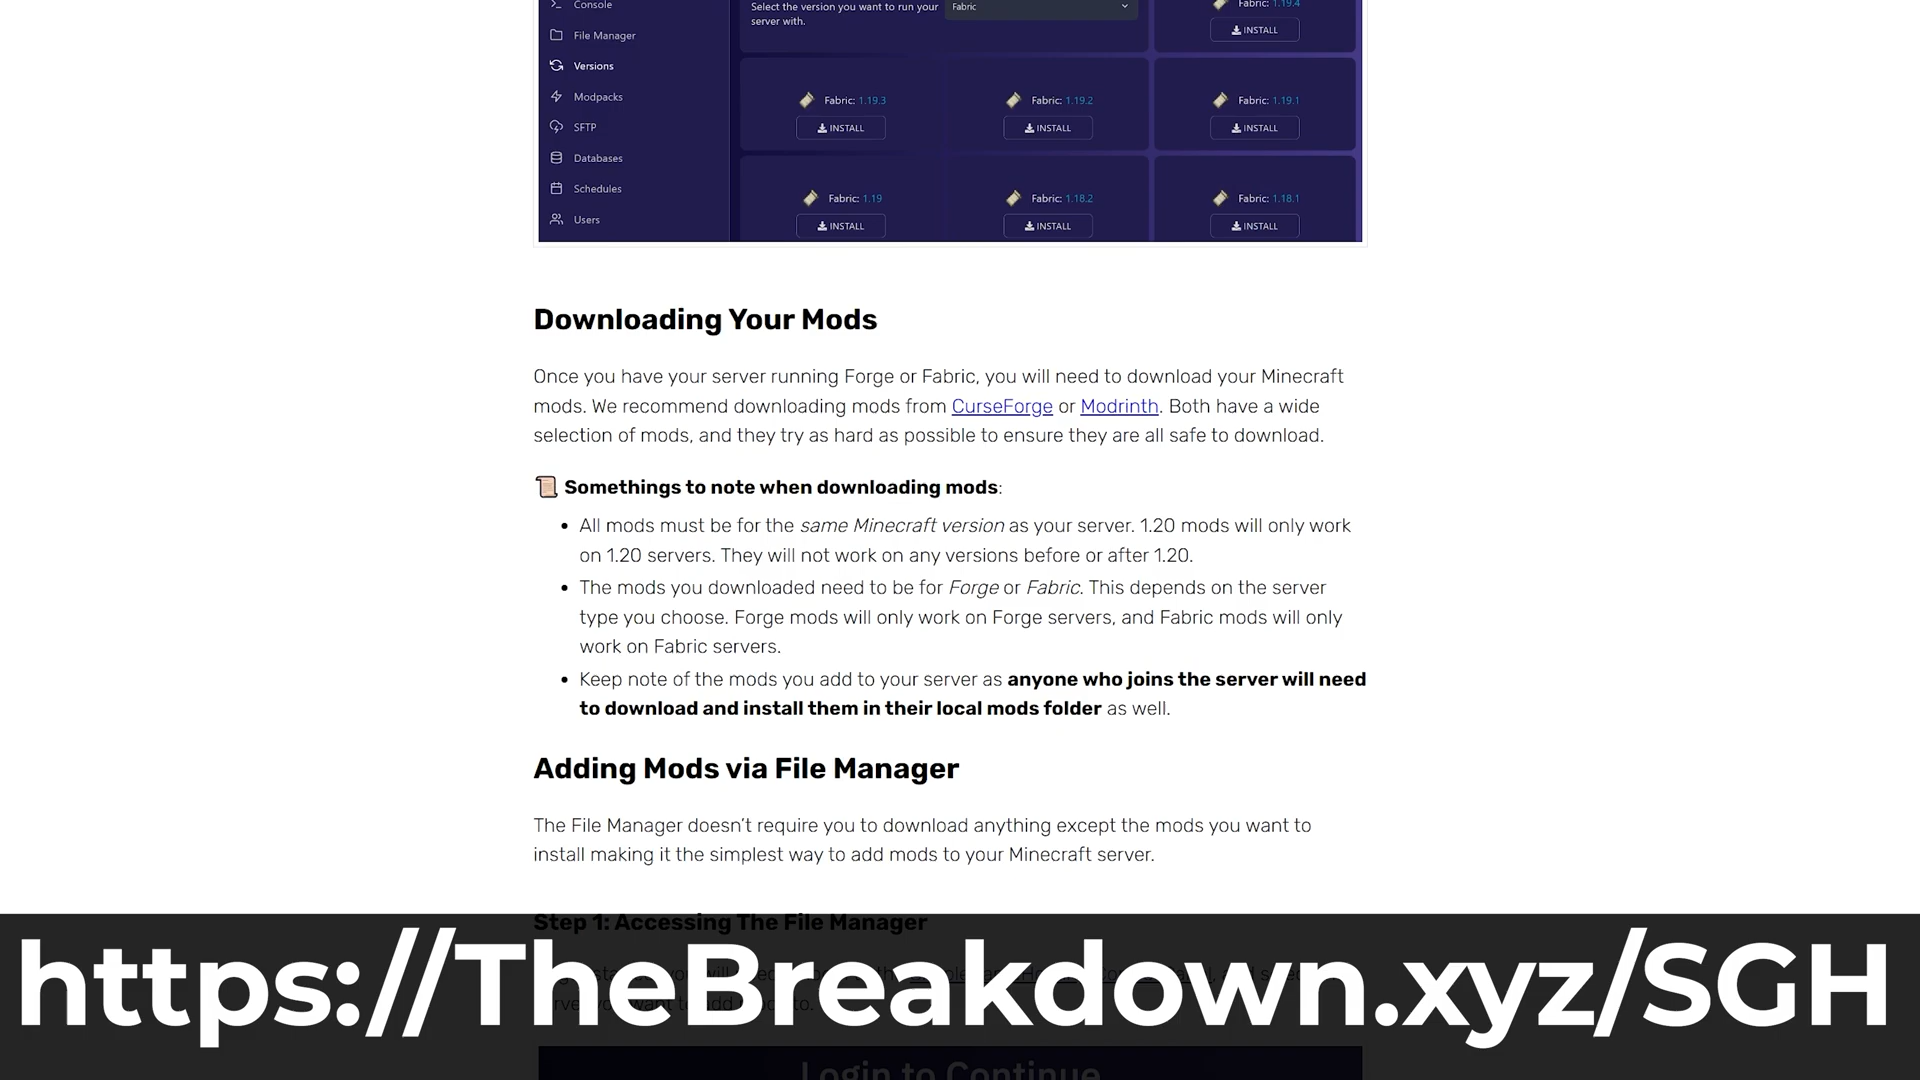 Console
File Manager
Versions
Modpacks
SFTP
Databases
Schedules
Users
Select the version you want to run your
server with.
Fabric
Fabric: 1.19.4
INSTALL
Fabric: 1.19.3
INSTALL
Fabric: 1.19.2
INSTALL
Fabric: 1.19.1
INSTALL
Fabric: 1.19
INSTALL
Fabric: 1.18.2
INSTALL
Fabric: 1.18.1
INSTALL
Downloading Your Mods
Once you have your server running Forge or Fabric, you will need to download your Minecraft
mods. We recommend downloading mods from CurseForge or Modrinth. Both have a wide
selection of mods, and they try as hard as possible to ensure they are all safe to download.
📜 Somethings to note when downloading mods:
• All mods must be for the same Minecraft version as your server. 1.20 mods will only work
on 1.20 servers. They will not work on any versions before or after 1.20.
• The mods you downloaded need to be for Forge or Fabric. This depends on the server
type you choose. Forge mods will only work on Forge servers, and Fabric mods will only
work on Fabric servers.
• Keep note of the mods you add to your server as anyone who joins the server will need
to download and install them in their local mods folder as well.
Adding Mods via File Manager
The File Manager doesn't require you to download anything except the mods you want to
install making it the simplest way to add mods to your Minecraft server.
Step 1: Accessing The File Manager
https://TheBreakdown.xyz/SGH
Login to Continue